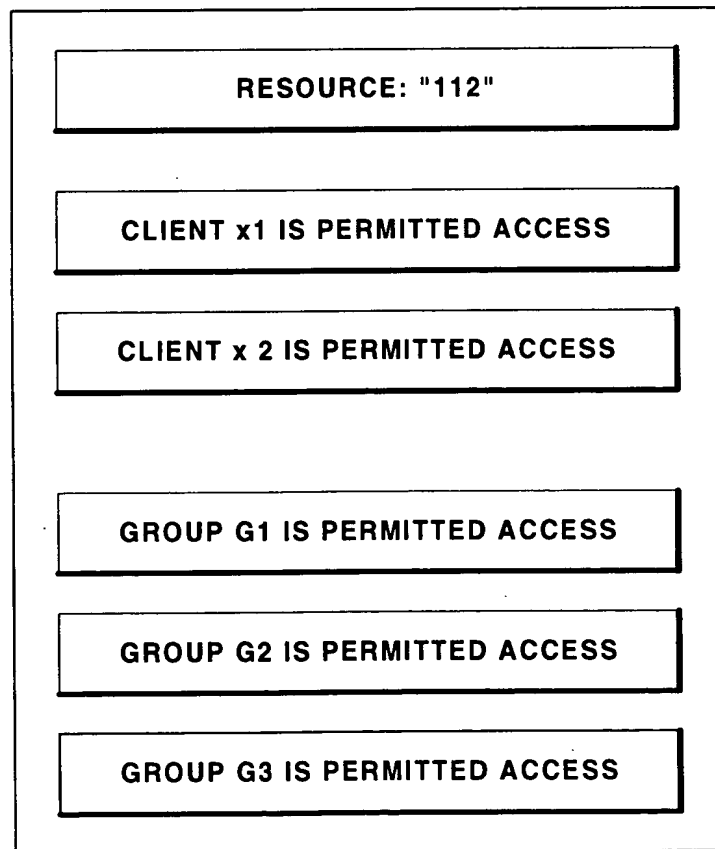 RESOURCE: "112"
CLIENT x1 IS PERMITTED ACCESS
CLIENT x 2 IS PERMITTED ACCESS
GROUP G1 IS PERMITTED ACCESS
GROUP G2 IS PERMITTED ACCESS
GROUP G3 IS PERMITTED ACCESS